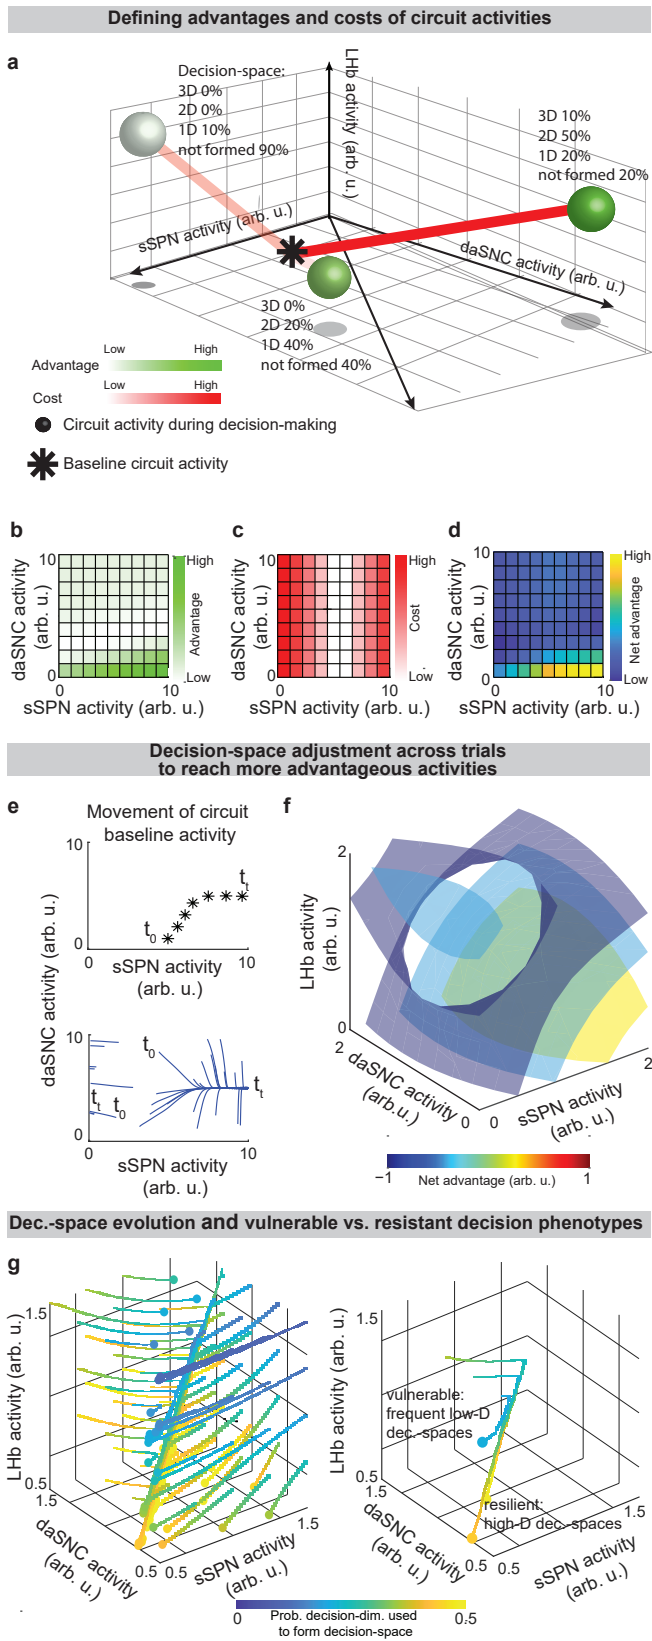 Defining advantages and costs of circuit activities
a
Decision-space:
3D 0%
2D 0%
1D 10%
not formed 90%
LHb activity (arb. u.)
3D 10%
2D 50%
1D 20%
not formed 20%
sSPN activity (arb. u.)
daSNC activity (arb. u.)
3D 0%
2D 20%
1D 40%
not formed 40%
Low High
Advantage
Low High
Cost
Circuit activity during decision-making
Baseline circuit activity
b
daSNC activity
(arb. u.)
10
0
0 10
sSPN activity (arb. u.)
High
Advantage
Low
c
daSNC activity
(arb. u.)
10
0
0 10
sSPN activity (arb. u.)
High
Cost
Low
d
daSNC activity
(arb. u.)
10
0
0 10
sSPN activity (arb. u.)
High
Net advantage
Low
Decision-space adjustment across trials
to reach more advantageous activities
e
Movement of circuit
baseline activity
10
0
t0
tt
0 10
sSPN activity
(arb. u.)
daSNC activity (arb. u.)
10
0
t0
tt
tt t0
0 10
sSPN activity
(arb. u.)
f
LHb activity
(arb. u.)
2
0
2
daSNC activity
(arb.u.)
0
0
sSPN activity
(arb. u.)
2
−1 1
Net advantage (arb. u.)
Dec.-space evolution and vulnerable vs. resistant decision phenotypes
g
LHb activity (arb. u.)
1.5
0.5
1.5
daSNC activity
(arb. u.)
0.5
0.5
sSPN activity
(arb. u.)
1.5
LHb activity (arb. u.)
1.5
0.5
vulnerable:
frequent low-D
dec.-spaces
resilient:
high-D dec.-spaces
1.5
daSNC activity
(arb. u.)
0.5
0.5
sSPN activity
(arb. u.)
1.5
0 0.5
Prob. decision-dim. used
to form decision-space